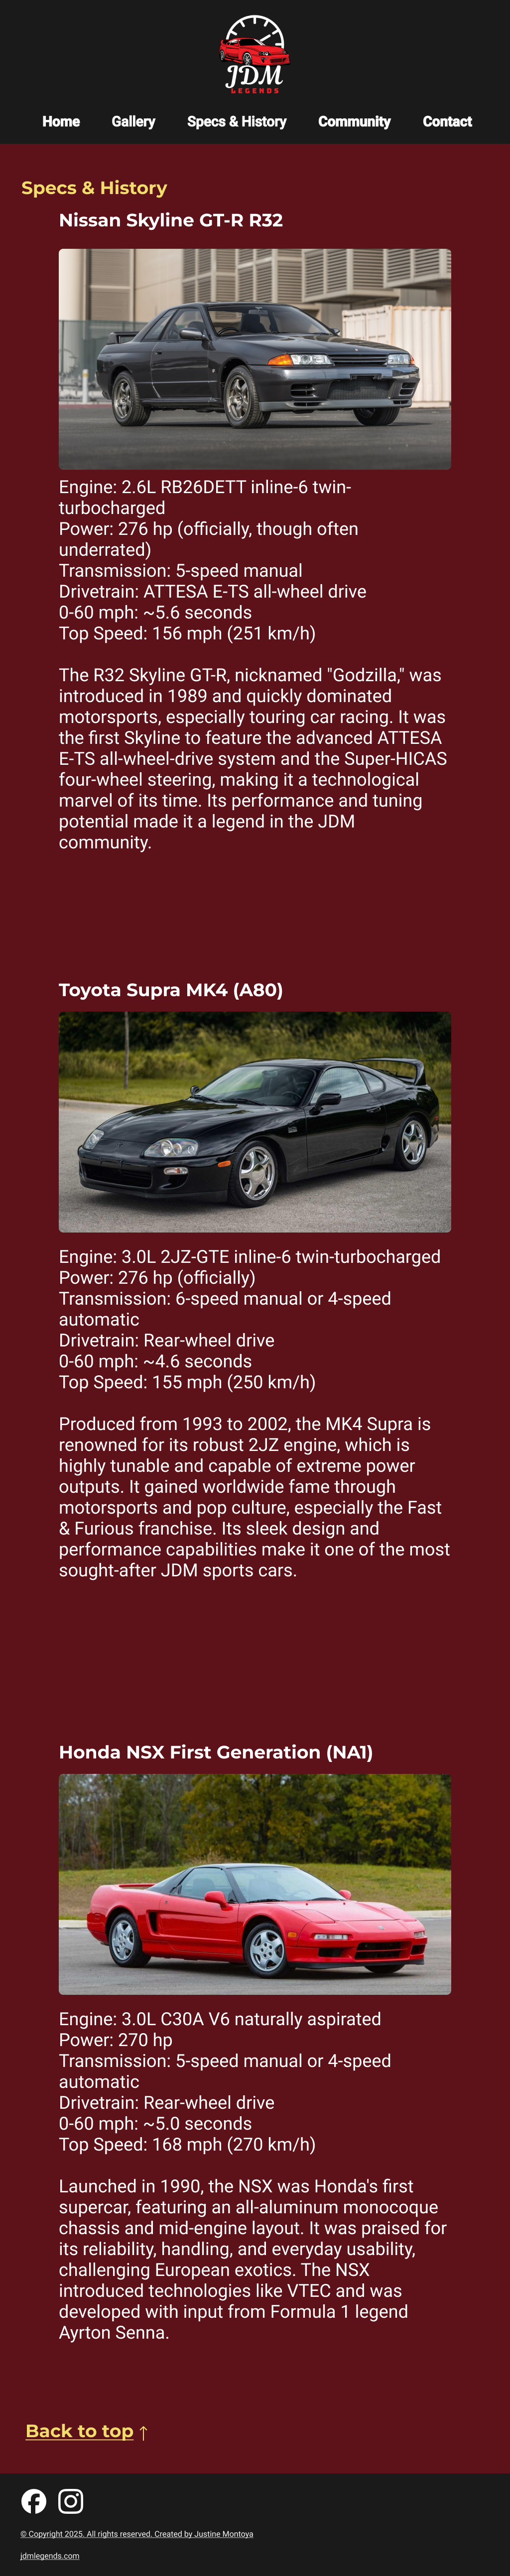 JDM
LEGENDS
Home Gallery Specs & History Community Contact
Specs & History
Nissan Skyline GT-R R32
Engine: 2.6L RB26DETT inline-6 twin-
turbocharged
Power: 276 hp (officially, though often
underrated)
Transmission: 5-speed manual
Drivetrain: ATTESA E-TS all-wheel drive
0-60 mph: ~5.6 seconds
Top Speed: 156 mph (251 km/h)
The R32 Skyline GT-R, nicknamed "Godzilla," was
introduced in 1989 and quickly dominated
motorsports, especially touring car racing. It was
the first Skyline to feature the advanced ATTESA
E-TS all-wheel-drive system and the Super-HICAS
four-wheel steering, making it a technological
marvel of its time. Its performance and tuning
potential made it a legend in the JDM
community.
Toyota Supra MK4 (A80)
Engine: 3.0L 2JZ-GTE inline-6 twin-turbocharged
Power: 276 hp (officially)
Transmission: 6-speed manual or 4-speed
automatic
Drivetrain: Rear-wheel drive
0-60 mph: ~4.6 seconds
Top Speed: 155 mph (250 km/h)
Produced from 1993 to 2002, the MK4 Supra is
renowned for its robust 2JZ engine, which is
highly tunable and capable of extreme power
outputs. It gained worldwide fame through
motorsports and pop culture, especially the Fast
& Furious franchise. Its sleek design and
performance capabilities make it one of the most
sought-after JDM sports cars.
Honda NSX First Generation (NA1)
Engine: 3.0L C30A V6 naturally aspirated
Power: 270 hp
Transmission: 5-speed manual or 4-speed
automatic
Drivetrain: Rear-wheel drive
0-60 mph: ~5.0 seconds
Top Speed: 168 mph (270 km/h)
Launched in 1990, the NSX was Honda's first
supercar, featuring an all-aluminum monocoque
chassis and mid-engine layout. It was praised for
its reliability, handling, and everyday usability,
challenging European exotics. The NSX
introduced technologies like VTEC and was
developed with input from Formula 1 legend
Ayrton Senna.
Back to top ↑
© Copyright 2025. All rights reserved. Created by Justine Montoya
jdmlegends.com